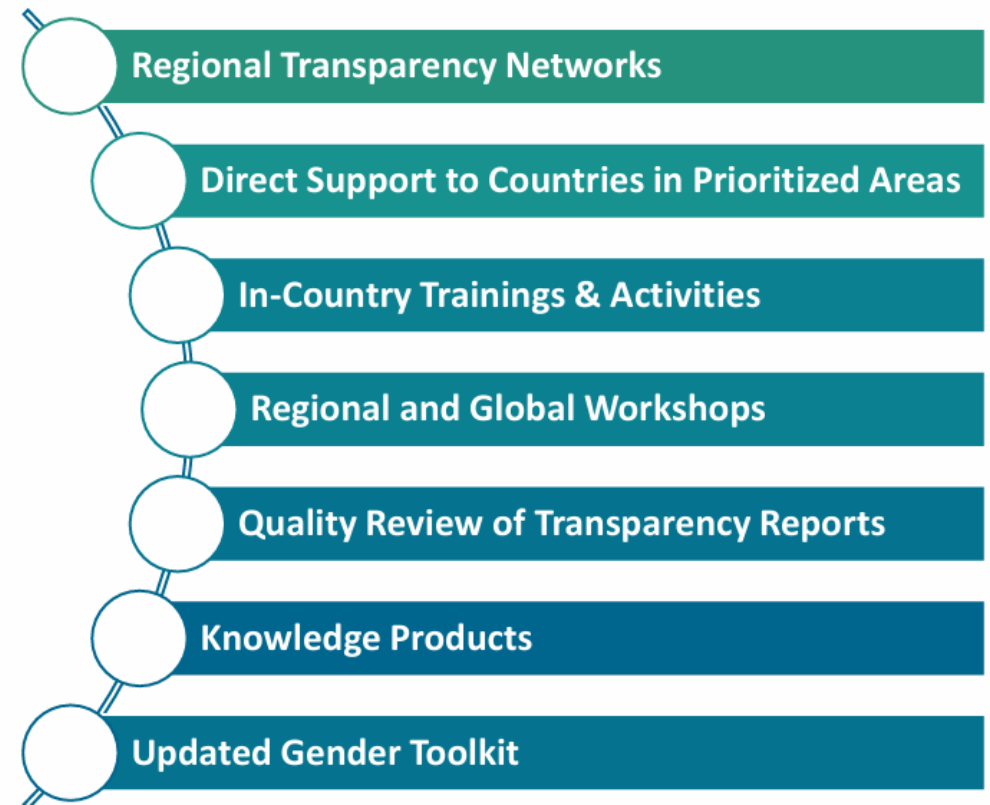 Regional Transparency Networks
Direct Support to Countries in Prioritized Areas
In-Country Trainings & Activities
Regional and Global Workshops
Quality Review of Transparency Reports
Knowledge Products
Updated Gender Toolkit